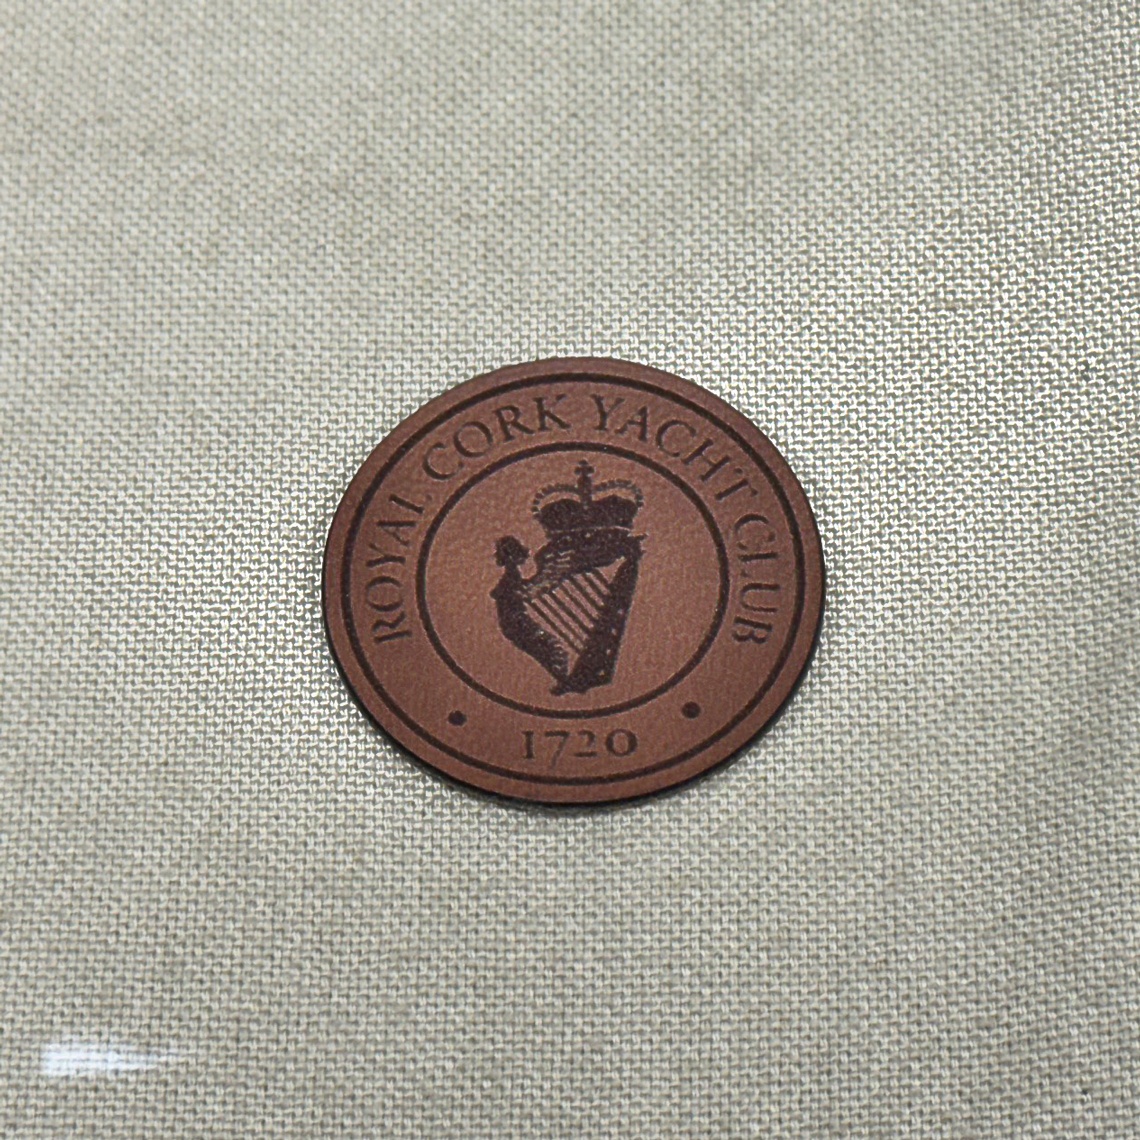 ROYAL CORK YACHT CLUB
1720